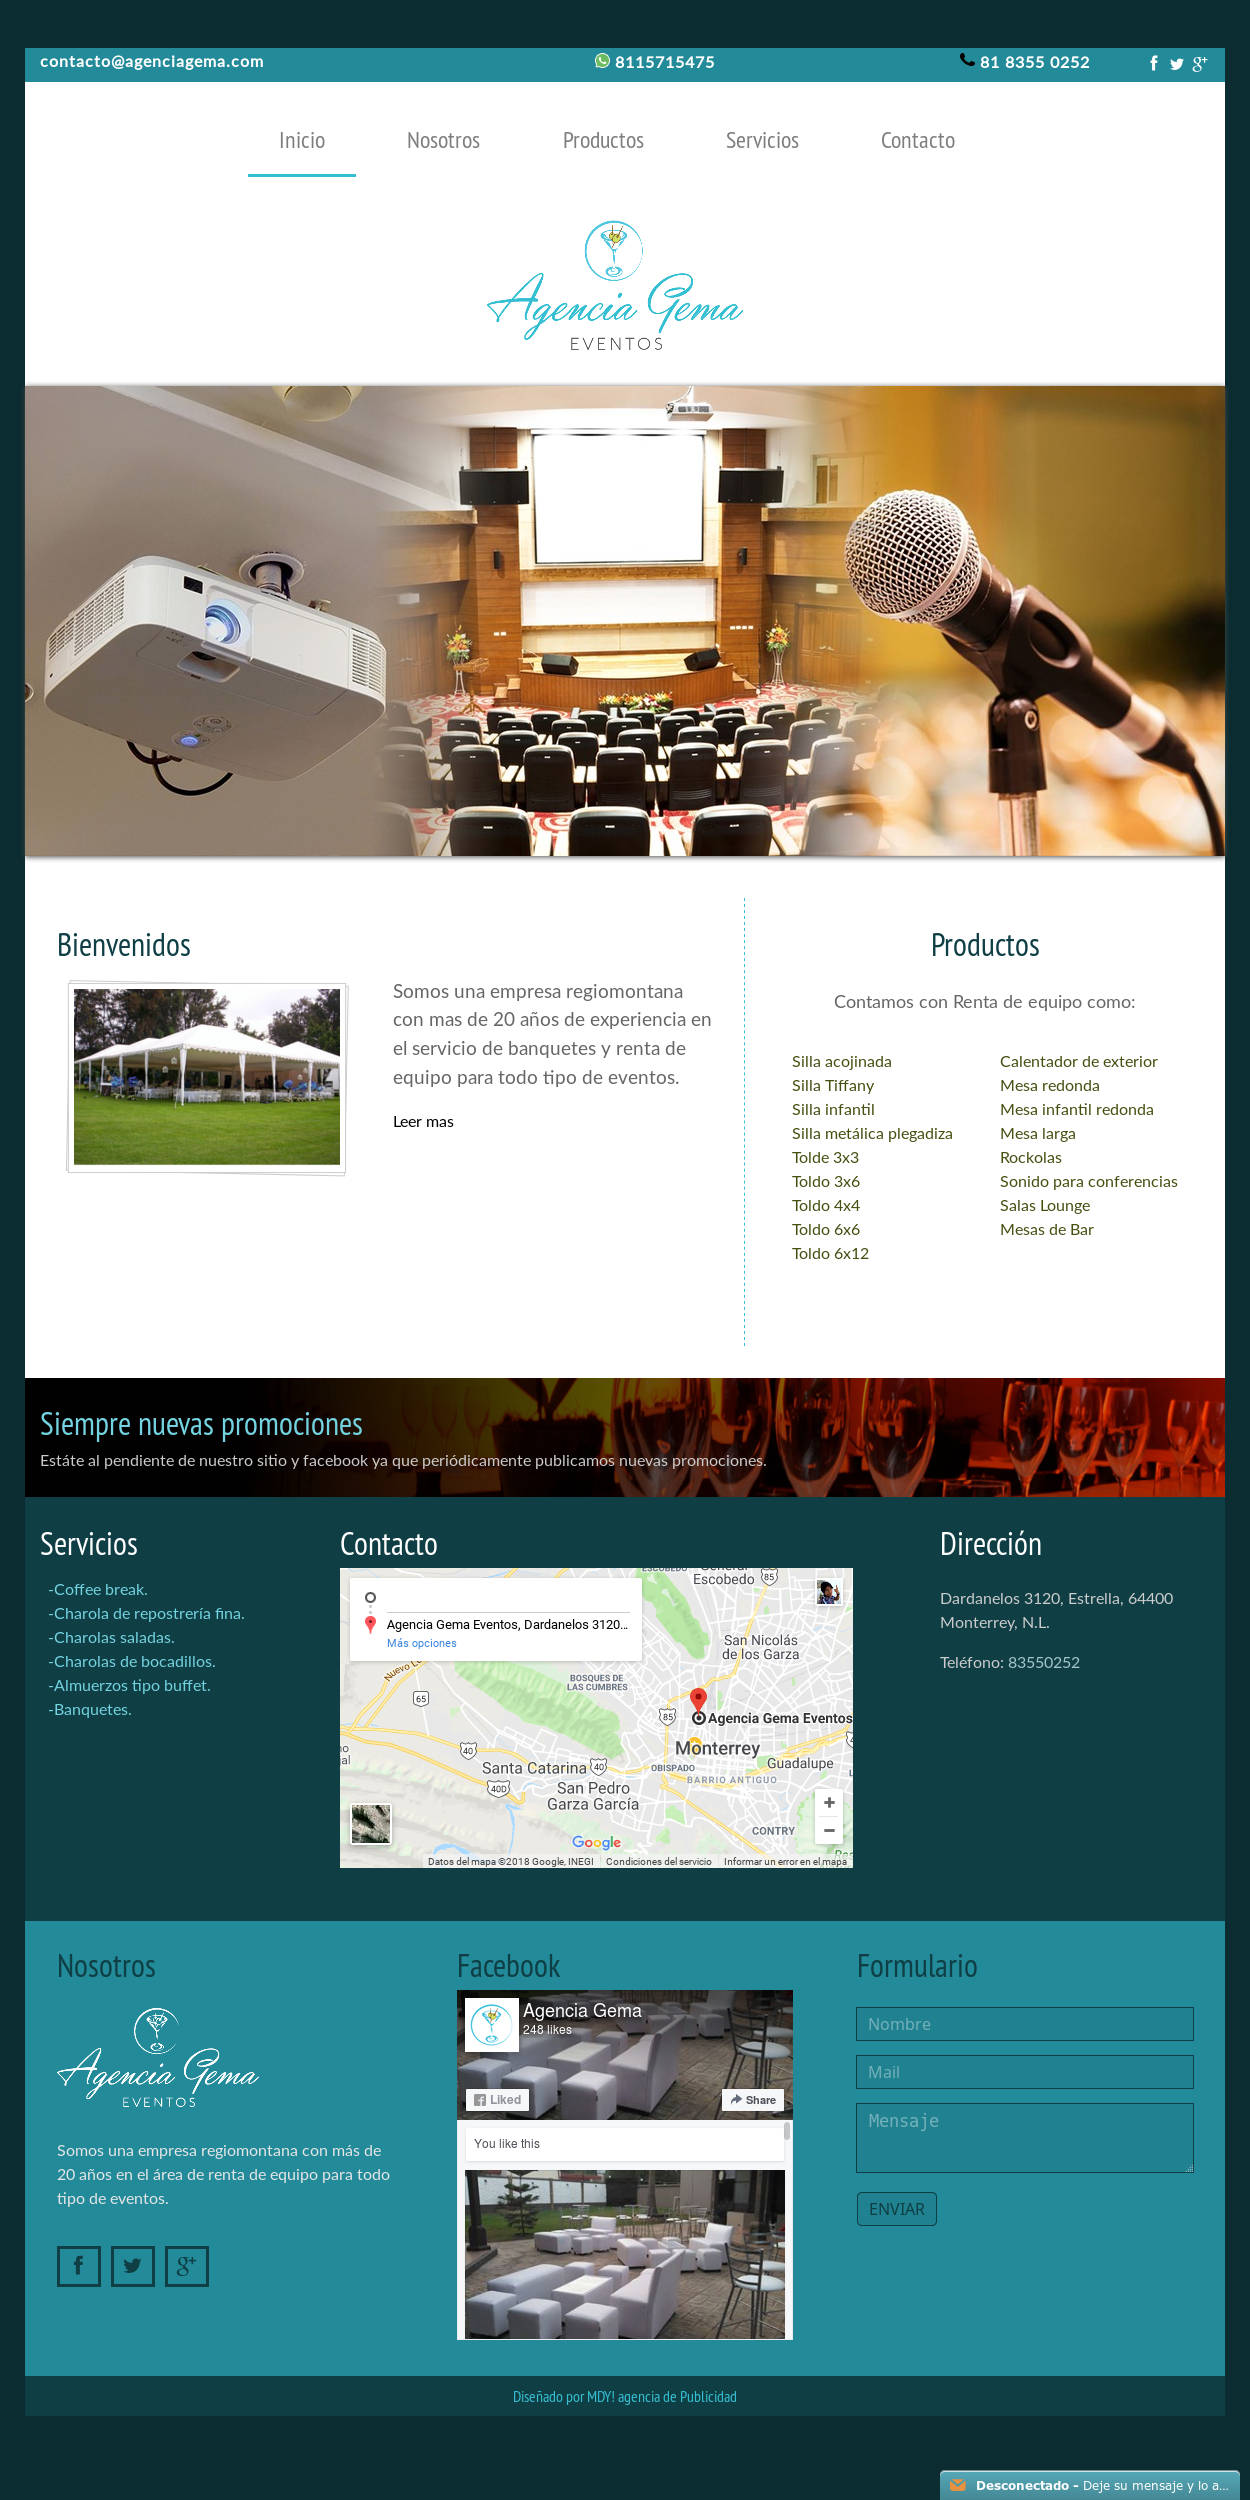 contacto@agenciagema.com
8115715475
81 8355 0252
Inicio
Nosotros
Productos
Servicios
Contacto
Agencia Gema
EVENTOS
Bienvenidos
Somos una empresa regiomontana
con mas de 20 años de experiencia en
el servicio de banquetes y renta de
equipo para todo tipo de eventos.
Leer mas
Productos
Contamos con Renta de equipo como:
Silla acojinada
Silla Tiffany
Silla infantil
Silla metálica plegadiza
Tolde 3x3
Toldo 3x6
Toldo 4x4
Toldo 6x6
Toldo 6x12
Calentador de exterior
Mesa redonda
Mesa infantil redonda
Mesa larga
Rockolas
Sonido para conferencias
Salas Lounge
Mesas de Bar
Siempre nuevas promociones
Estáte al pendiente de nuestro sitio y facebook ya que periódicamente publicamos nuevas promociones.
Servicios
-Coffee break.
-Charola de repostrería fina.
-Charolas saladas.
-Charolas de bocadillos.
-Almuerzos tipo buffet.
-Banquetes.
Contacto
ESCOBEDO
General
Escobedo
85
Agencia Gema Eventos, Dardanelos 3120...
Más opciones
San Nicolás
de los Garza
Nuevo
BOSQUES DE
LAS CUMBRES
65
85
Agencia Gema Eventos
Monterrey
40
Santa Catarina
40
OBISPADO
Guadalupe
BARRIO ANTIGUO
40D
San Pedro
Garza García
CONTRY
Google
Datos del mapa ©2018 Google, INEGI
Condiciones del servicio
Informar un error en el mapa
Dirección
Dardanelos 3120, Estrella, 64400
Monterrey, N.L.
Teléfono: 83550252
Nosotros
Agencia Gema
EVENTOS
Somos una empresa regiomontana con más de
20 años en el área de renta de equipo para todo
tipo de eventos.
Facebook
Agencia Gema
248 likes
Liked
Share
You like this
Formulario
Nombre
Mail
Mensaje
ENVIAR
Diseñado por MDY! agencia de Publicidad
Desconectado - Deje su mensaje y lo a...